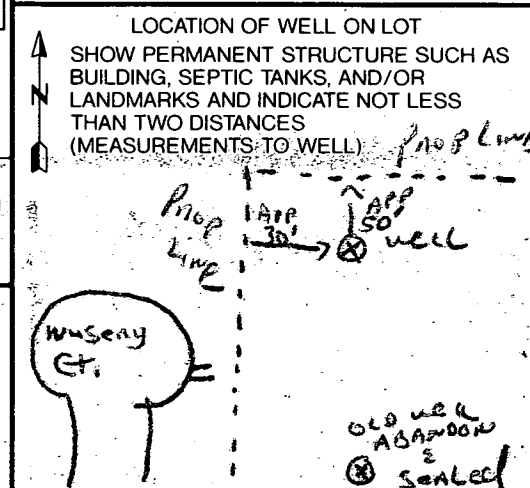 LOCATION OF WELL ON LOT
SHOW PERMANENT STRUCTURE SUCH AS
BUILDING, SEPTIC TANKS, AND/OR
LANDMARKS AND INDICATE NOT LESS
THAN TWO DISTANCES
(MEASUREMENTS TO WELL)
N
PROP LINE
PROP
LINE
APP
30'
APP
50'
well
NuseRy
Ct.
OLD well
ABANDON
&
SeaLed